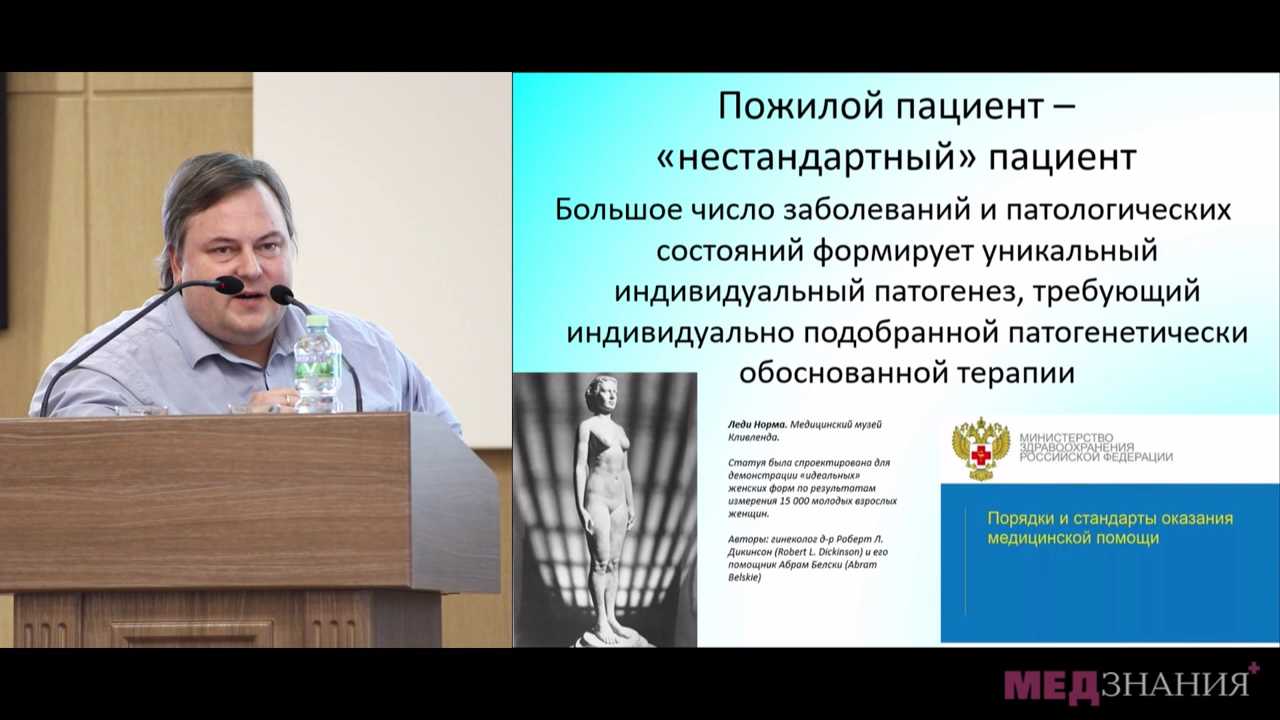 Пожилой пациент –
«нестандартный» пациент
Большое число заболеваний и патологических
состояний формирует уникальный
индивидуальный патогенез, требующий
индивидуально подобранной патогенетически
обоснованной терапии
Леди Норма. Медицинский музей
Кливленда.
Статуя была спроектирована для
демонстрации «идеальных»
женских форм по результатам
измерения 15 000 молодых взрослых
женщин.
Авторы: гинеколог д-р Роберт Л.
Дикинсон (Robert L. Dickinson) и его
помощник Абрам Белски (Abram
Belskie)
МИНИСТЕРСТВО
ЗДРАВООХРАНЕНИЯ
РОССИЙСКОЙ ФЕДЕРАЦИИ
Порядки и стандарты оказания
медицинской помощи
МЕДЗНАНИЯ+